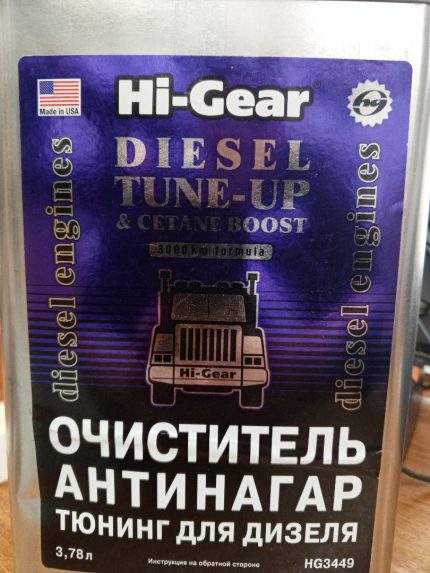 Hi-Gear®
Made in USA
hg
DIESEL
TUNE-UP
& CETANE BOOST
3000 km formula
diesel engines
diesel engines
Hi-Gear
ОЧИСТИТЕЛЬ
АНТИНАГАР
ТЮНИНГ ДЛЯ ДИЗЕЛЯ
3,78 л
Инструкция на обратной стороне
HG3449